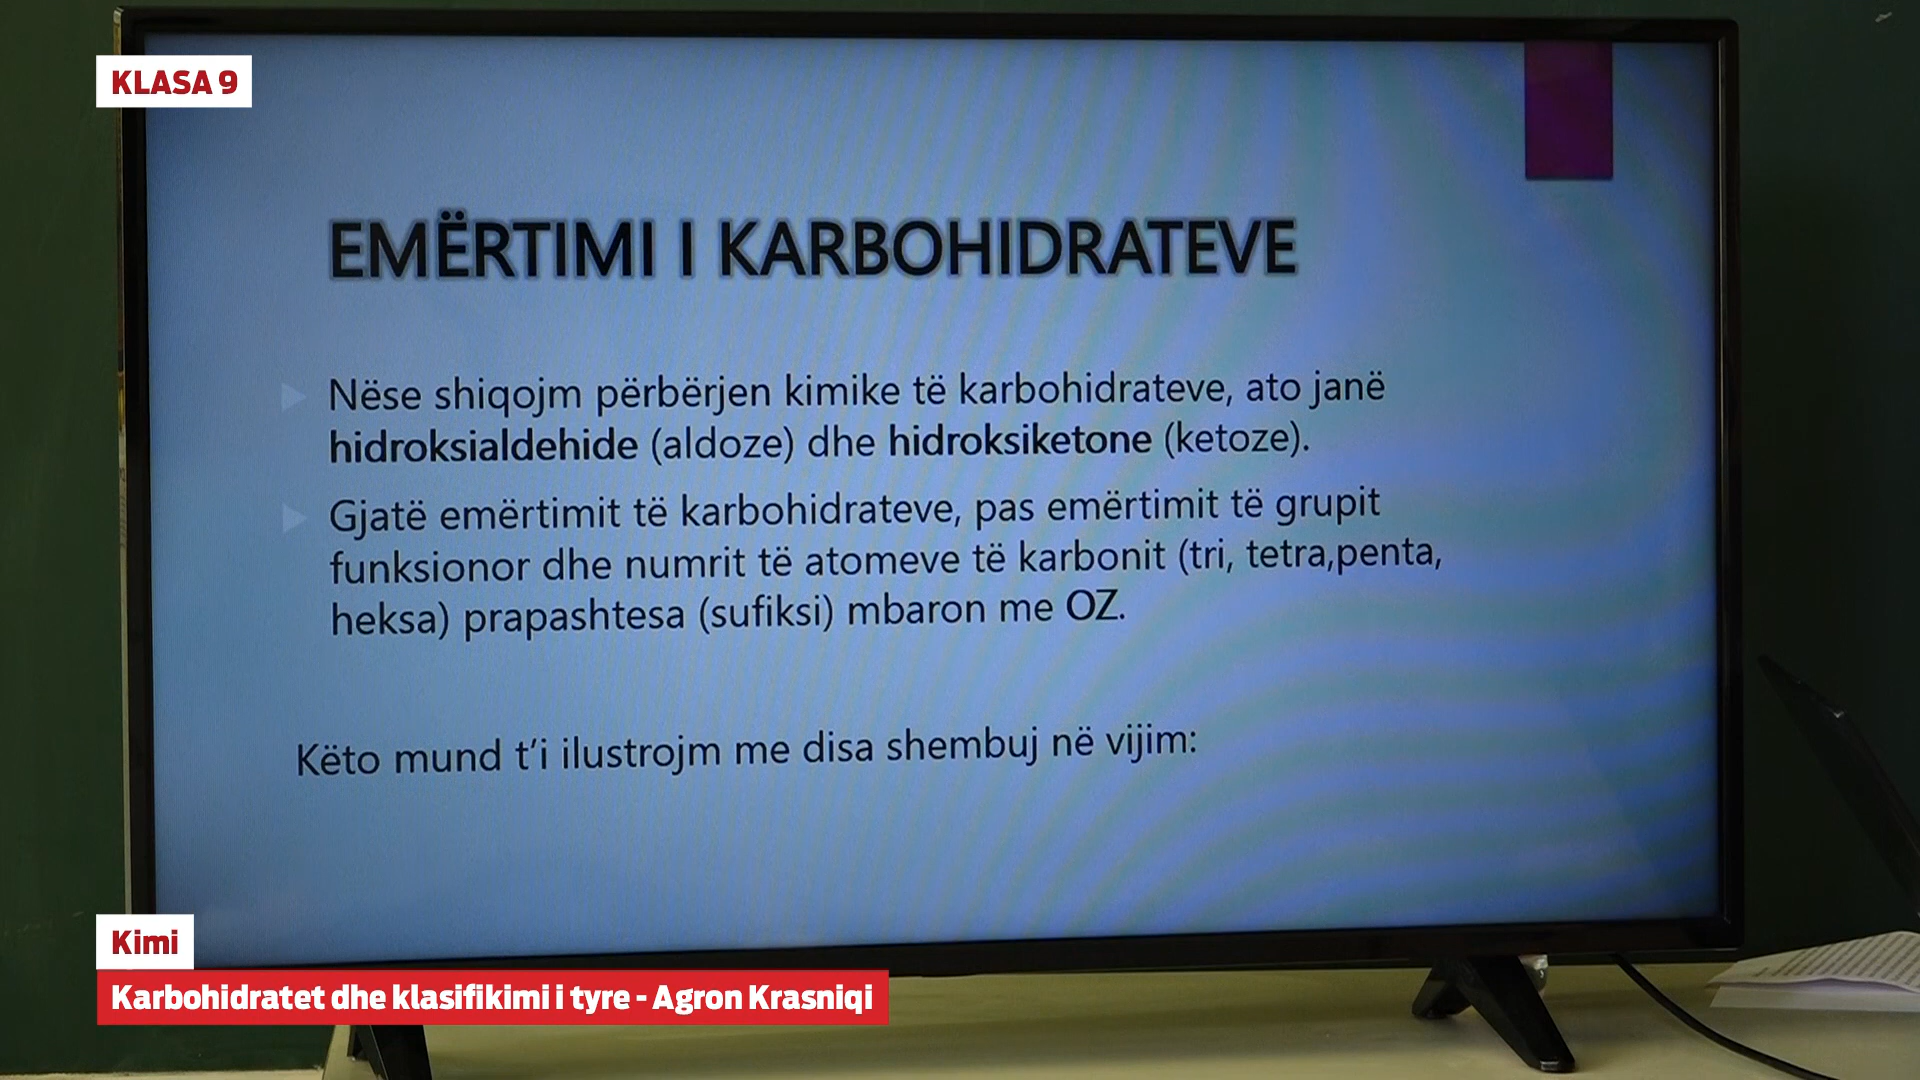 KLASA 9
EMËRTIMI I KARBOHIDRATEVE
Nëse shiqojm përbërjen kimike të karbohidrateve, ato janë
hidroksialdehide (aldoze) dhe hidroksiketone (ketoze).
Gjatë emërtimit të karbohidrateve, pas emërtimit të grupit
funksionor dhe numrit të atomeve të karbonit (tri, tetra,penta,
heksa) prapashtesa (sufiksi) mbaron me OZ.
Këto mund t'i ilustrojm me disa shembuj në vijim:
Kimi
Karbohidratet dhe klasifikimi i tyre - Agron Krasniqi